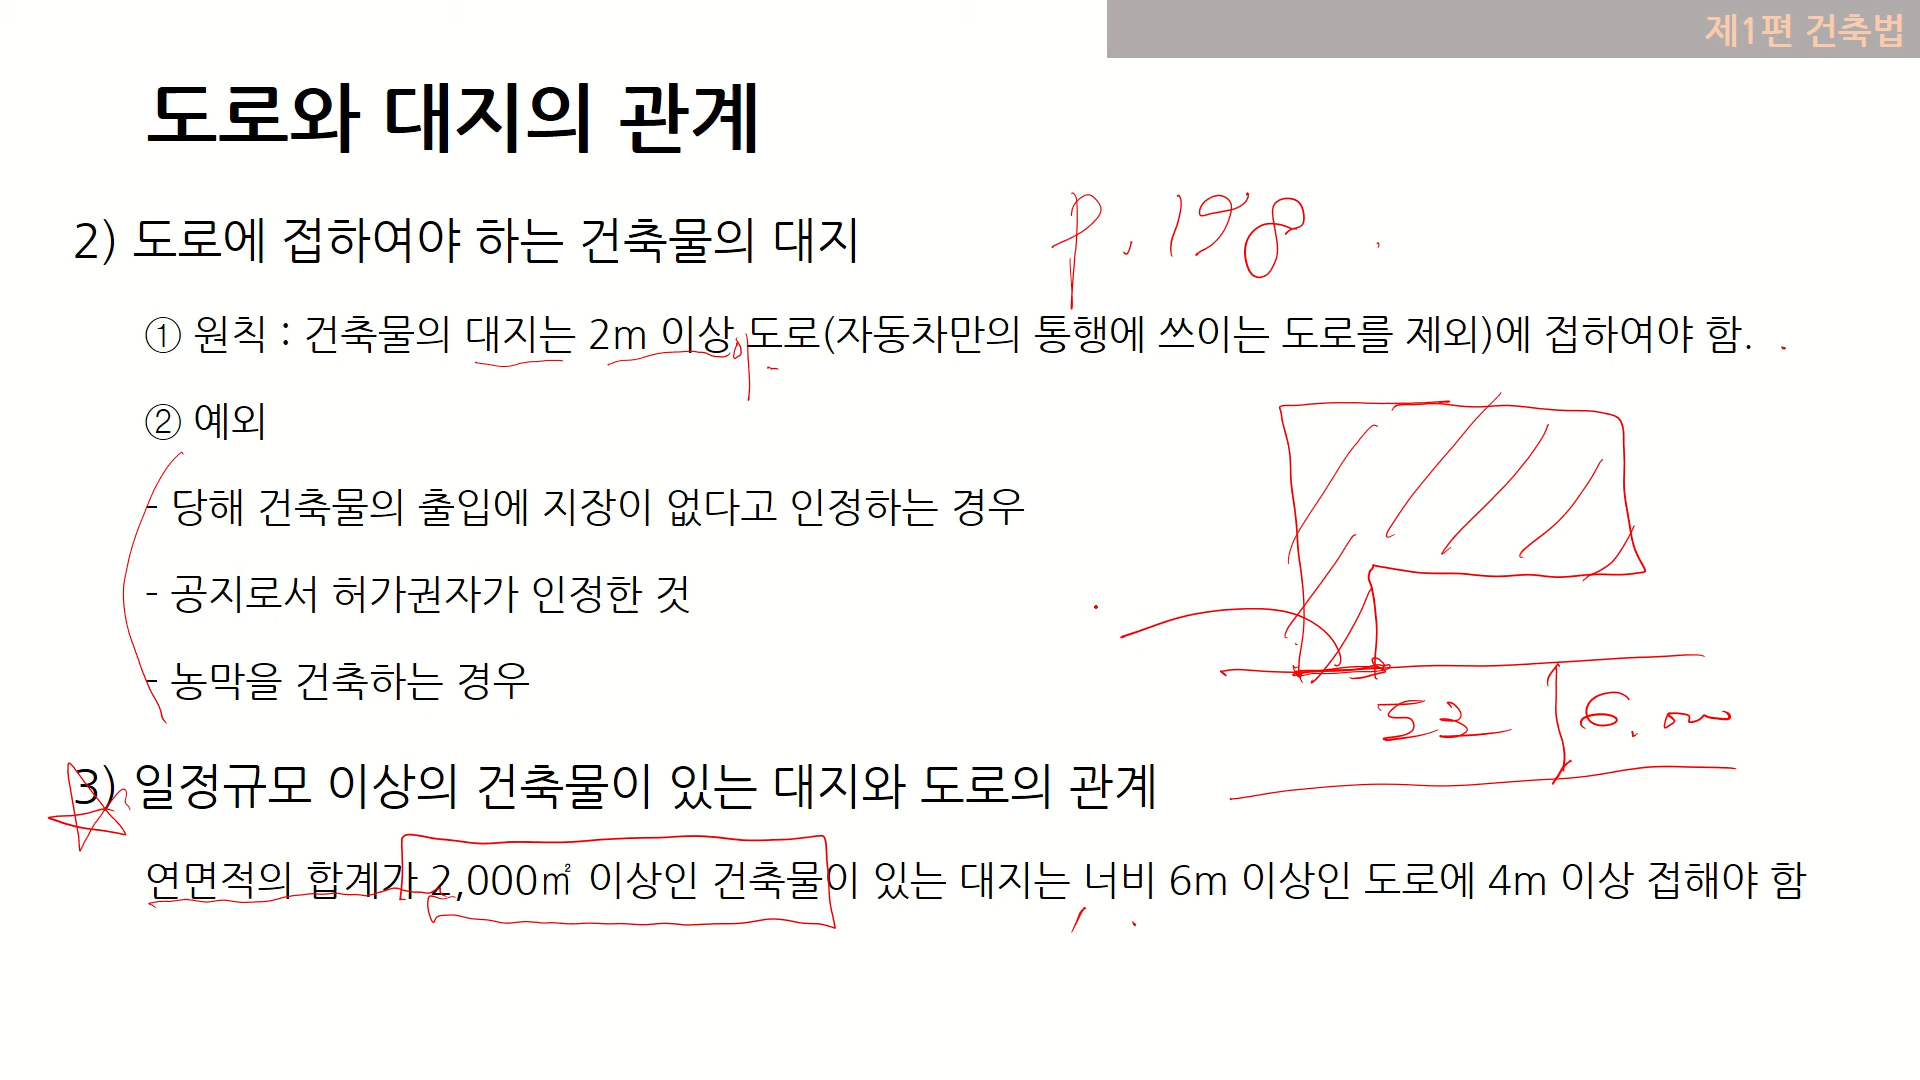 제1편 건축법
도로와 대지의 관계
p. 198
2) 도로에 접하여야 하는 건축물의 대지
① 원칙 : 건축물의 대지는 2m 이상 도로(자동차만의 통행에 쓰이는 도로를 제외)에 접하여야 함.
② 예외
- 당해 건축물의 출입에 지장이 없다고 인정하는 경우
- 공지로서 허가권자가 인정한 것
- 농막을 건축하는 경우
6.000
3) 일정규모 이상의 건축물이 있는 대지와 도로의 관계
연면적의 합계가 2,000㎡ 이상인 건축물이 있는 대지는 너비 6m 이상인 도로에 4m 이상 접해야 함